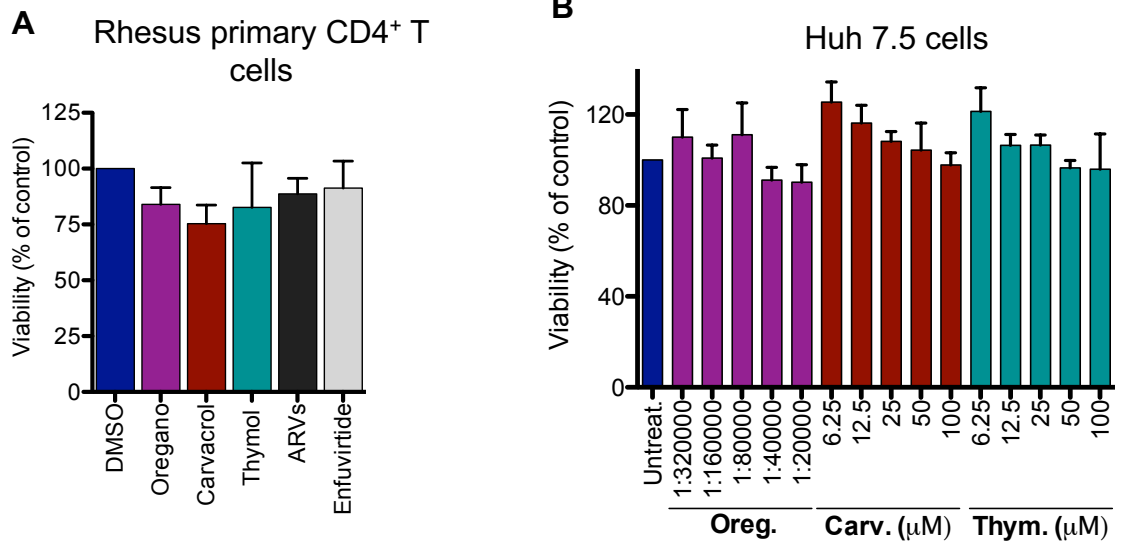 A
Rhesus primary CD4⁺ T
cells
Viability (% of control)
125
100
75
50
25
0
DMSO
Oregano
Carvacrol
Thymol
ARVs
Enfuvirtide
B
Huh 7.5 cells
Viability (% of control)
120
80
40
0
Untreat.
1:320000
1:160000
1:80000
1:40000
1:20000
6.25
12.5
25
50
100
6.25
12.5
25
50
100
Oreg.
Carv. (μM)
Thym. (μM)